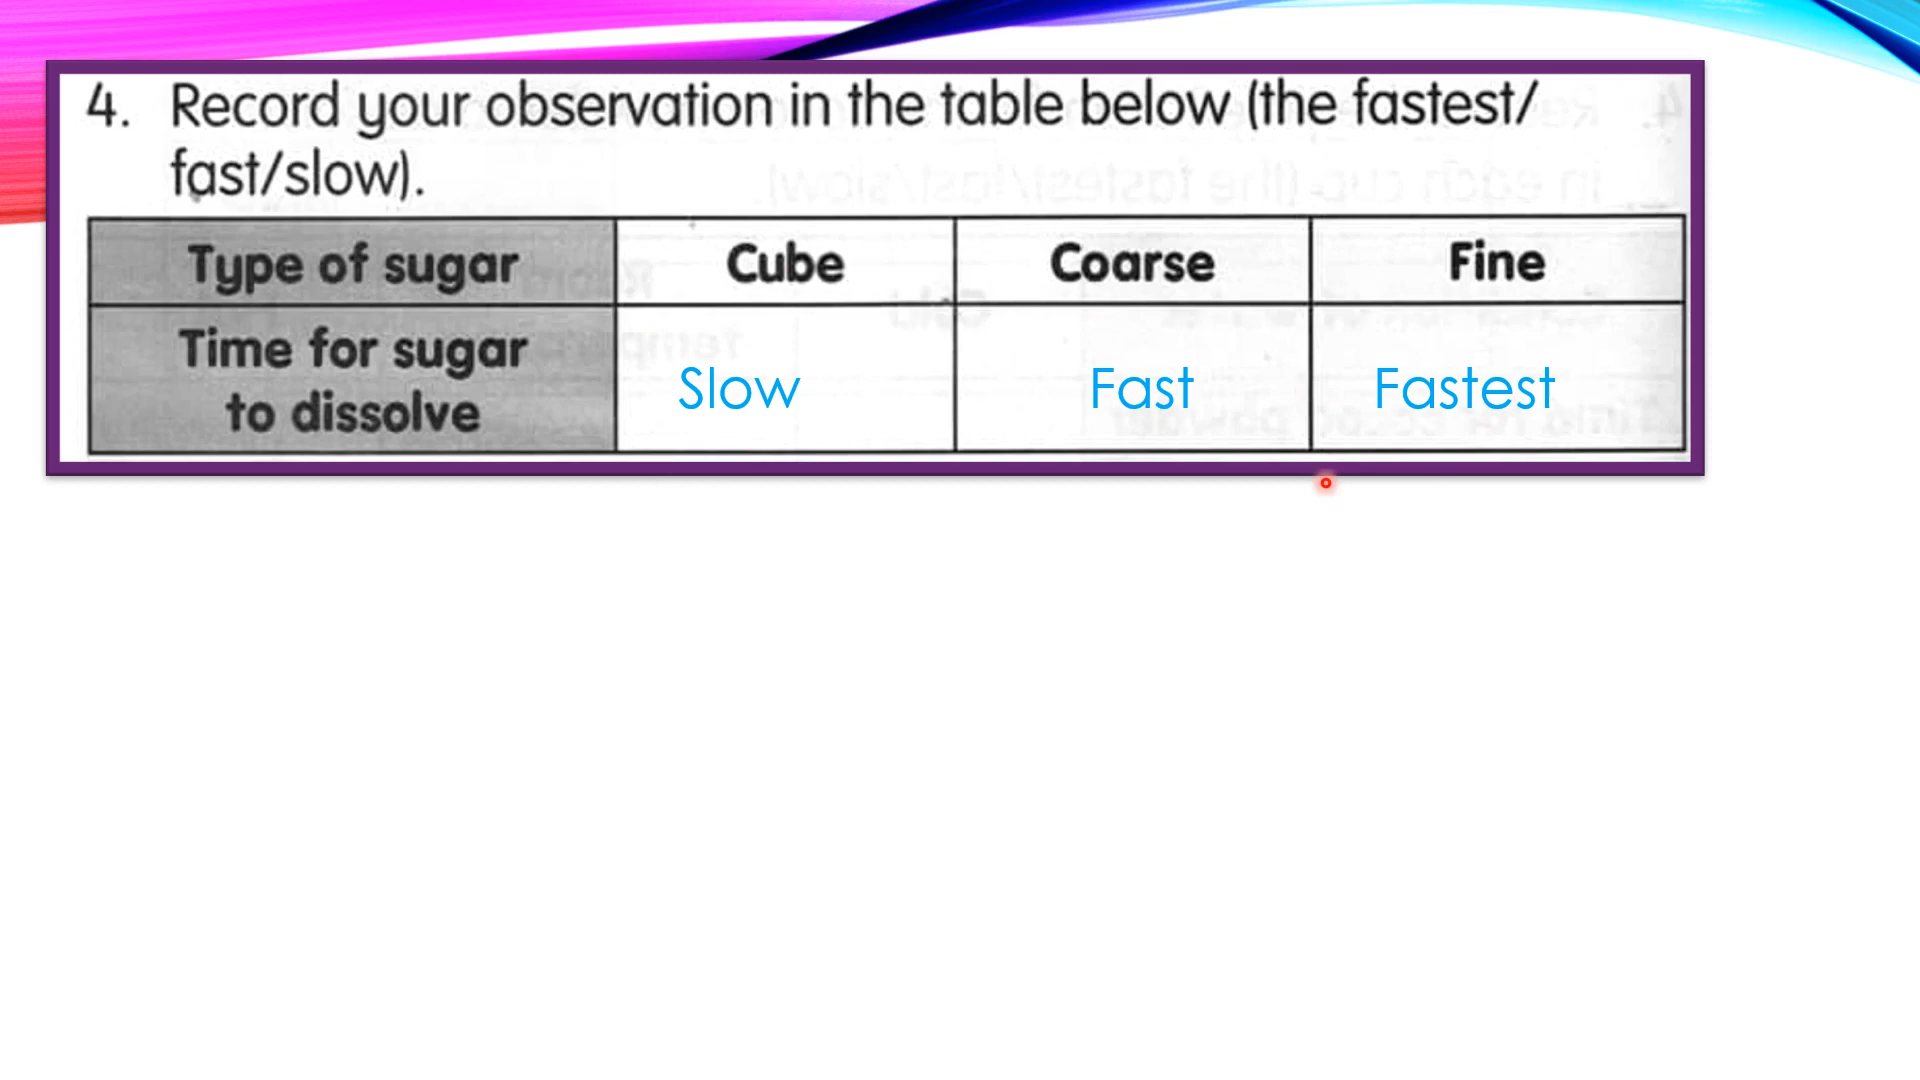 4. Record your observation in the table below (the fastest/
fast/slow).
Type of sugar Cube Coarse Fine
Time for sugar
to dissolve
Slow Fast Fastest